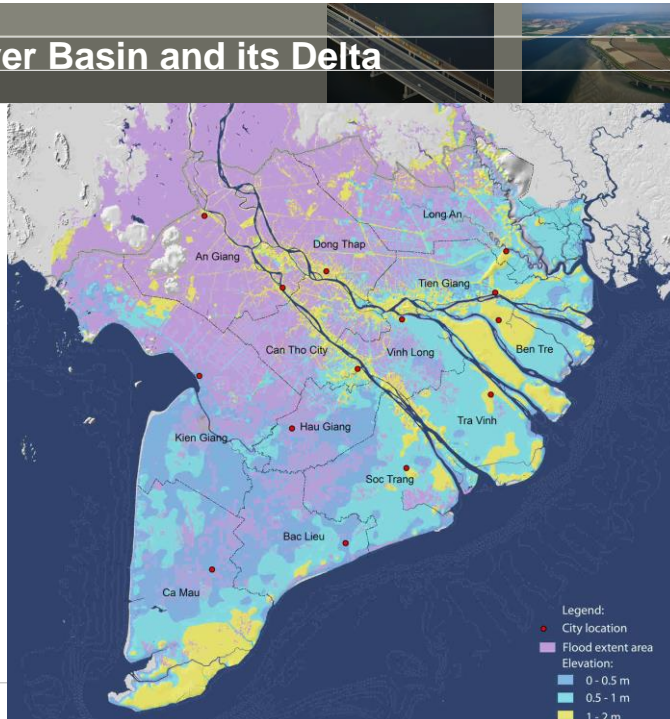 er Basin and its Delta
Long An
Dong Thap
An Giang
Tien Giang
Can Tho City
Vinh Long
Ben Tre
Tra Vinh
Hau Giang
Kien Giang
Soc Trang
Bac Lieu
Ca Mau
Legend:
City location
Flood extent area
Elevation:
0 - 0.5 m
0.5 - 1 m
1 - 2 m